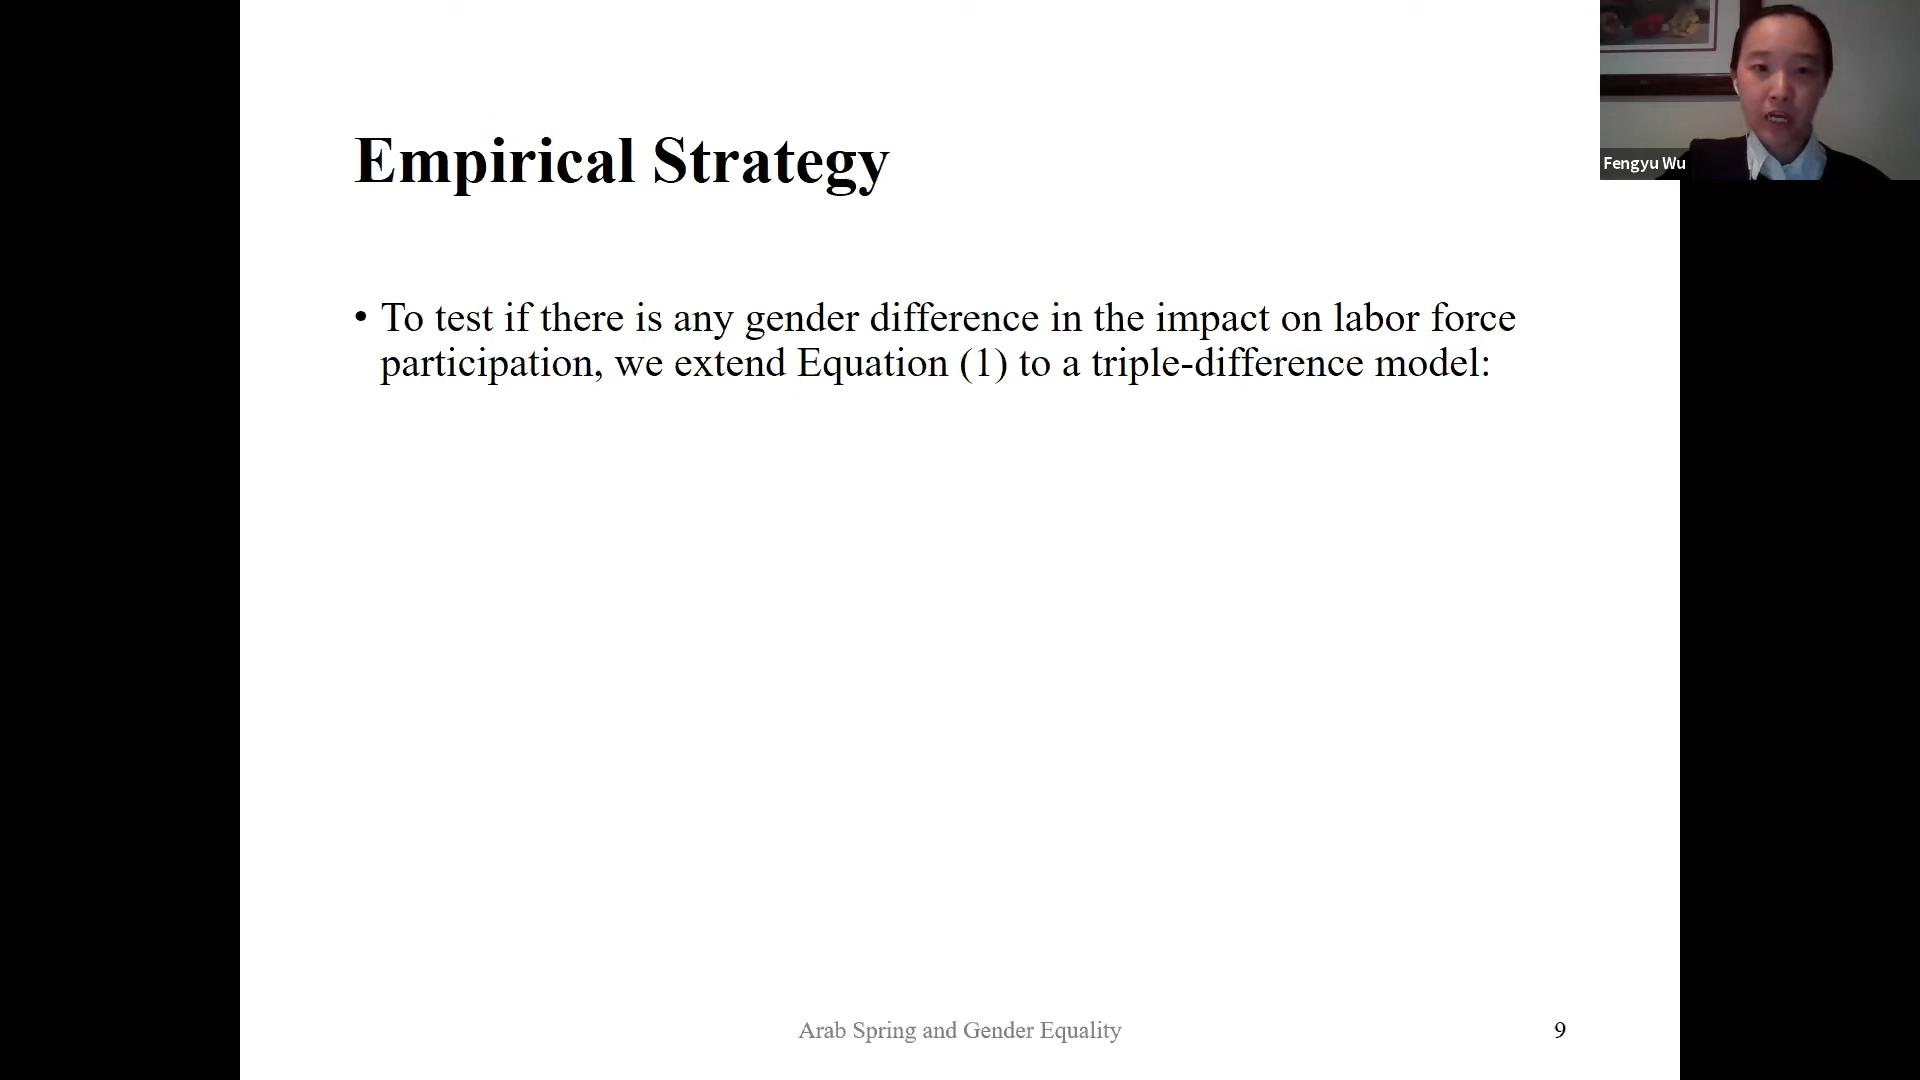 Empirical Strategy
• To test if there is any gender difference in the impact on labor force
participation, we extend Equation (1) to a triple-difference model:
Arab Spring and Gender Equality
9
Fengyu Wu